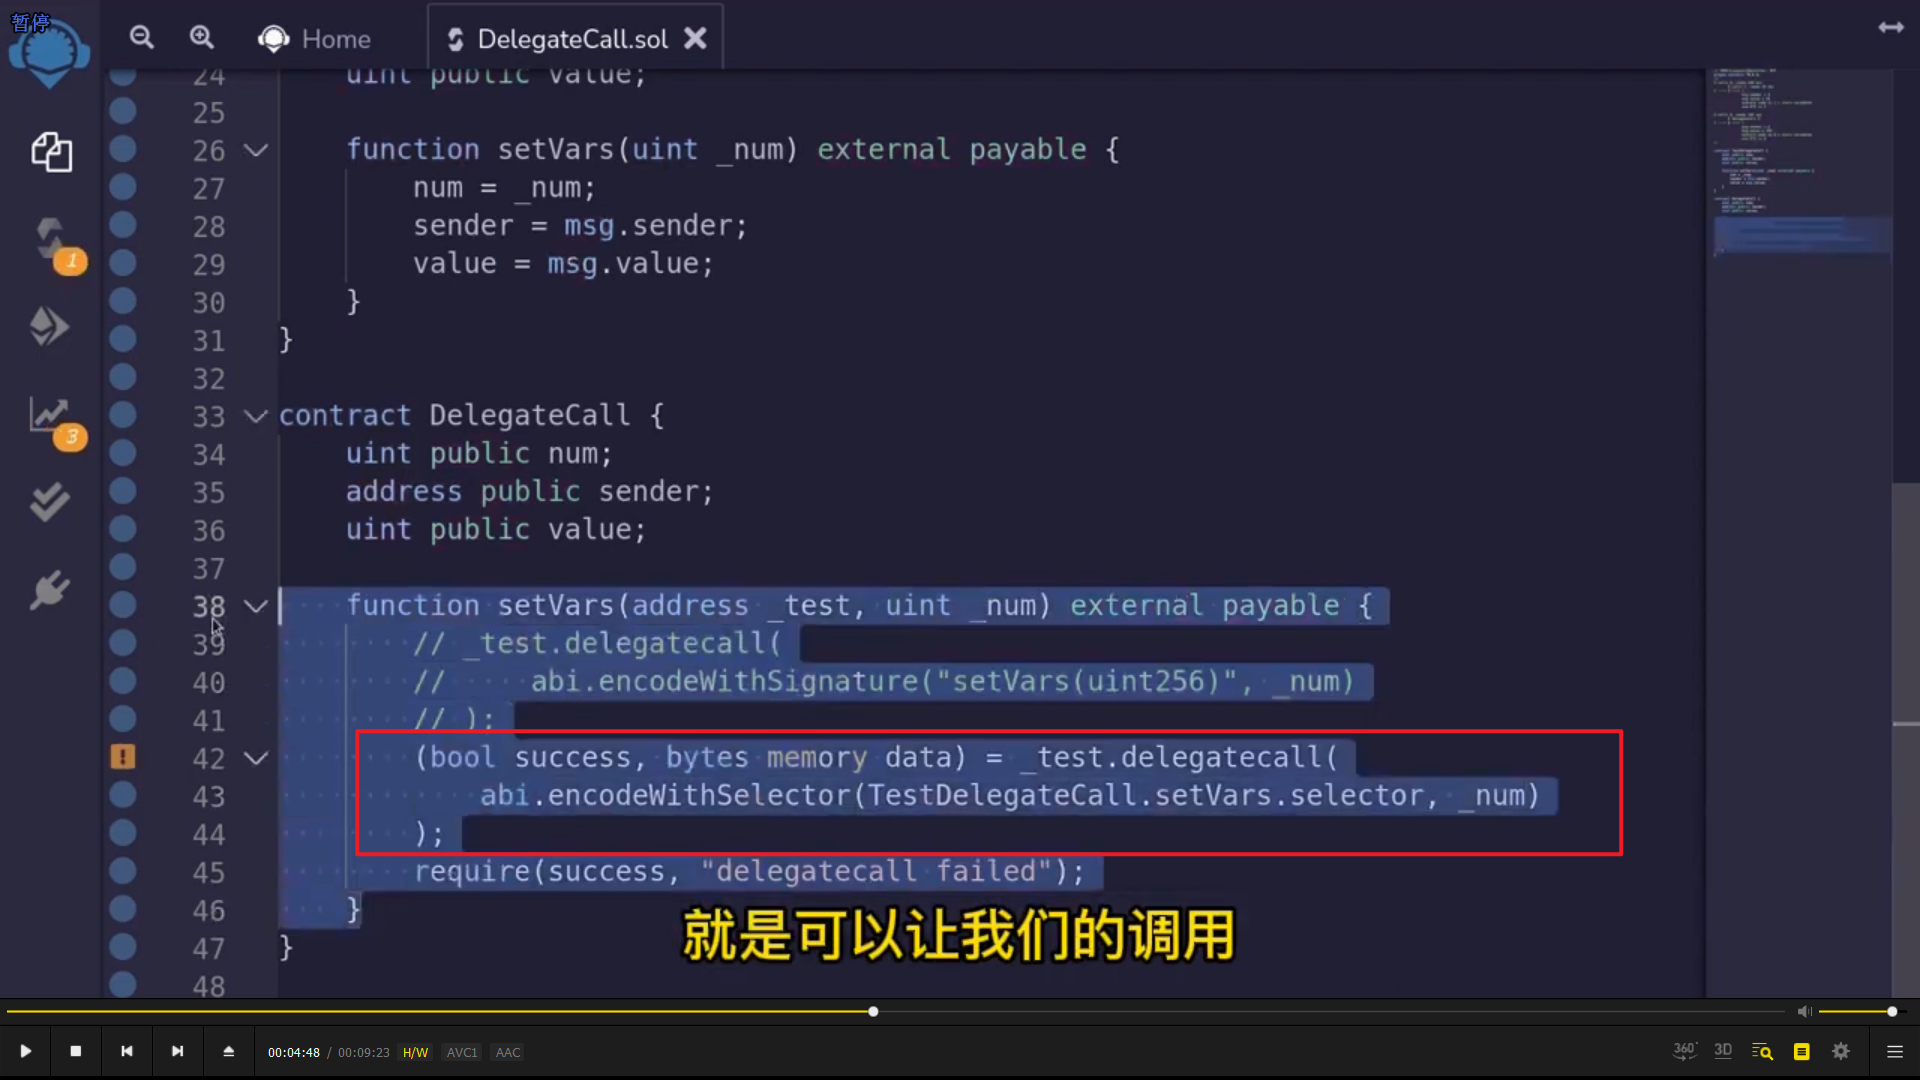 暂停
Home
DelegateCall.sol
24 uint public value;
25
26 function setVars(uint _num) external payable {
27 num = _num;
28 sender = msg.sender;
29 value = msg.value;
30 }
31 }
32
33 contract DelegateCall {
34 uint public num;
35 address public sender;
36 uint public value;
37
38 function setVars(address _test, uint _num) external payable {
39 // _test.delegatecall(
40 // abi.encodeWithSignature("setVars(uint256)", _num)
41 // );
42 (bool success, bytes memory data) = _test.delegatecall(
43 abi.encodeWithSelector(TestDelegateCall.setVars.selector, _num)
44 );
45 require(success, "delegatecall failed");
46 }
47 }
48
1
3
就是可以让我们的调用
00:04:48 / 00:09:23 H/W AVC1 AAC
360° 3D